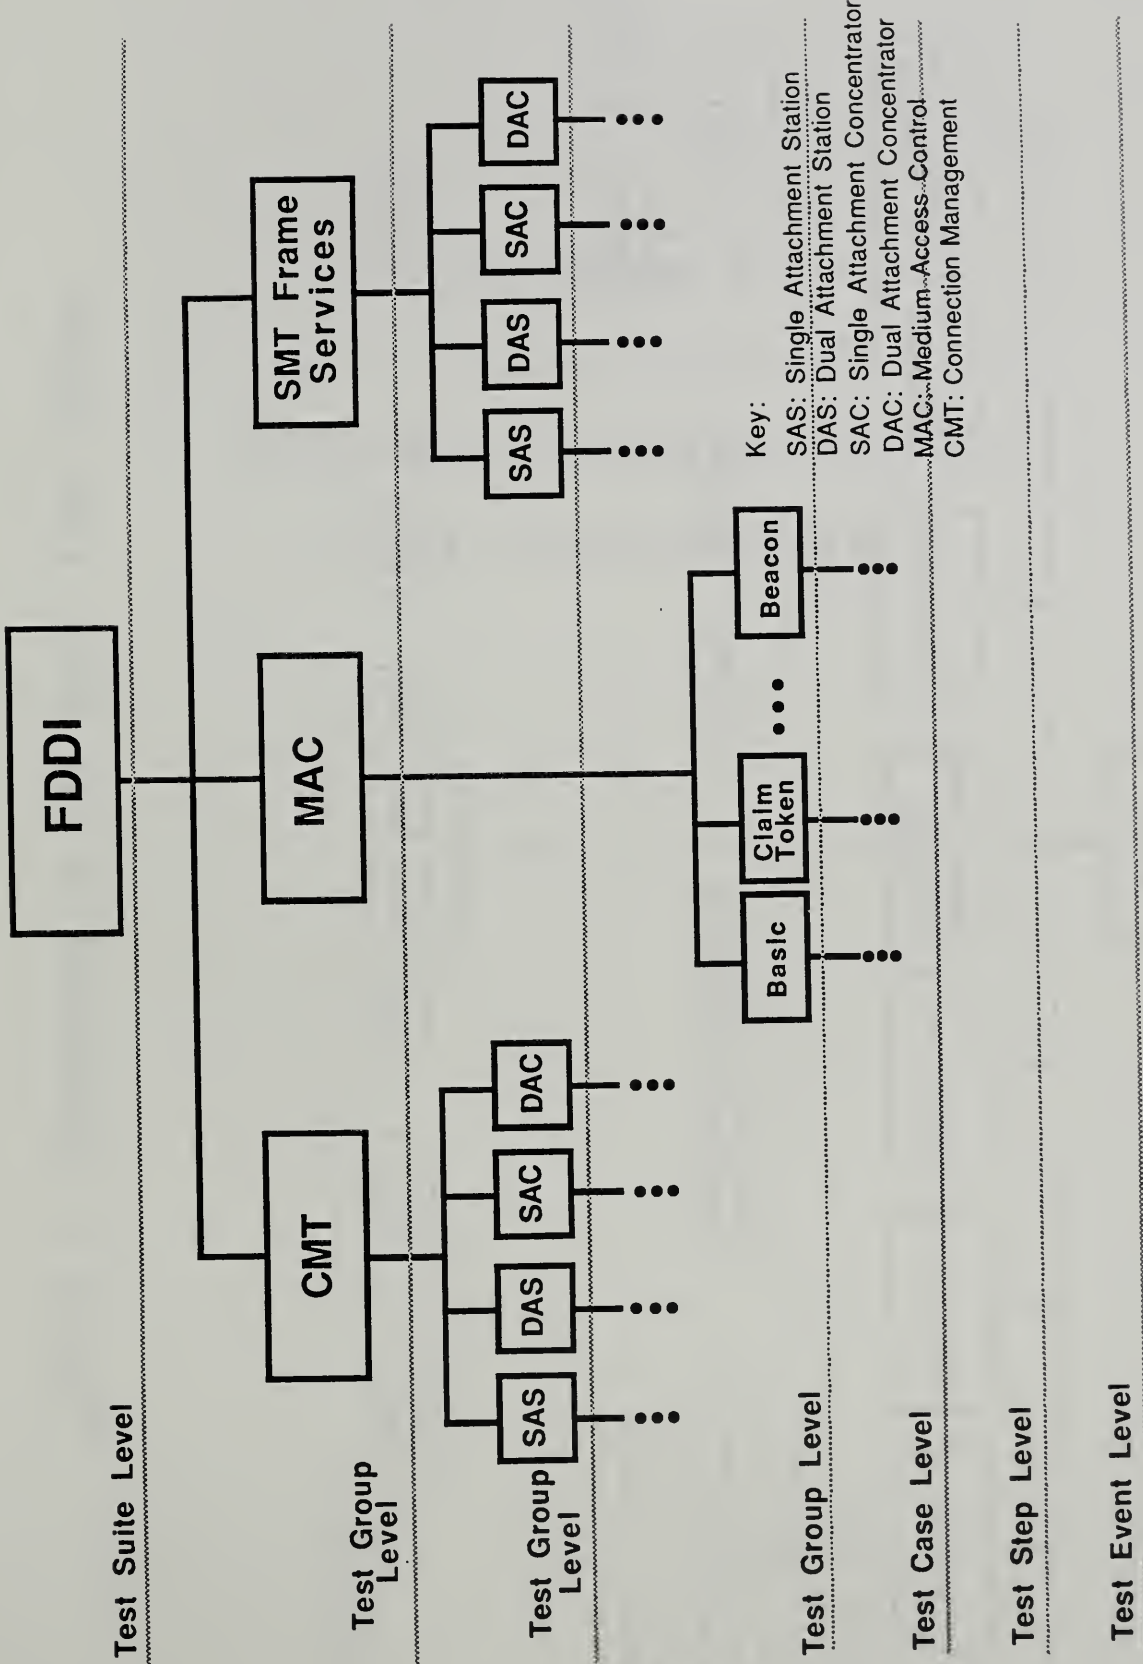 FDDI
Test Suite Level
CMT
MAC
SMT Frame
Services
Test Group
Level
SAS
DAS
SAC
DAC
SAS
DAS
SAC
DAC
Test Group
Level
Basic
Claim
Token
Beacon
Test Group Level
Test Case Level
Test Step Level
Test Event Level
Key:
SAS: Single Attachment Station
DAS: Dual Attachment Station
SAC: Single Attachment Concentrator
DAC: Dual Attachment Concentrator
MAC: Medium Access Control
CMT: Connection Management